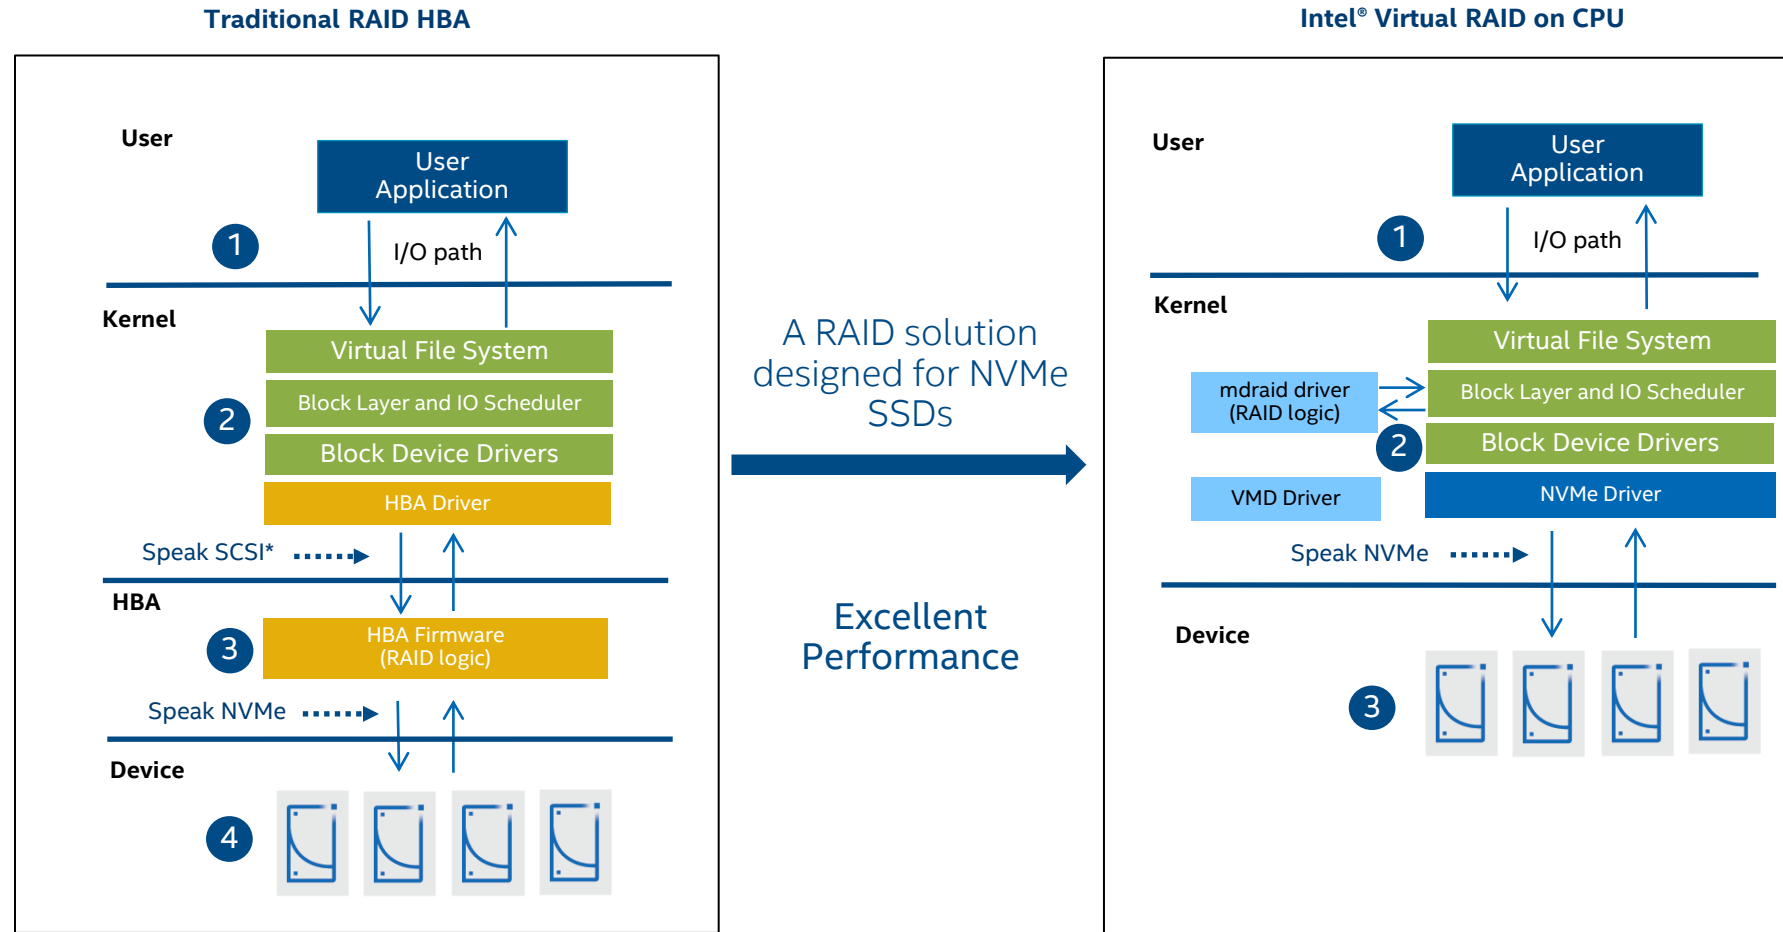 Traditional RAID HBA
User
User
Application
1
I/O path
Kernel
Virtual File System
Block Layer and IO Scheduler
2
Block Device Drivers
HBA Driver
Speak SCSI*
HBA
3
HBA Firmware
(RAID logic)
Speak NVMe
Device
4
A RAID solution
designed for NVMe
SSDs
Excellent
Performance
Intel® Virtual RAID on CPU
User
User
Application
1
I/O path
Kernel
Virtual File System
mdraid driver
(RAID logic)
Block Layer and IO Scheduler
2
Block Device Drivers
VMD Driver
NVMe Driver
Speak NVMe
Device
3